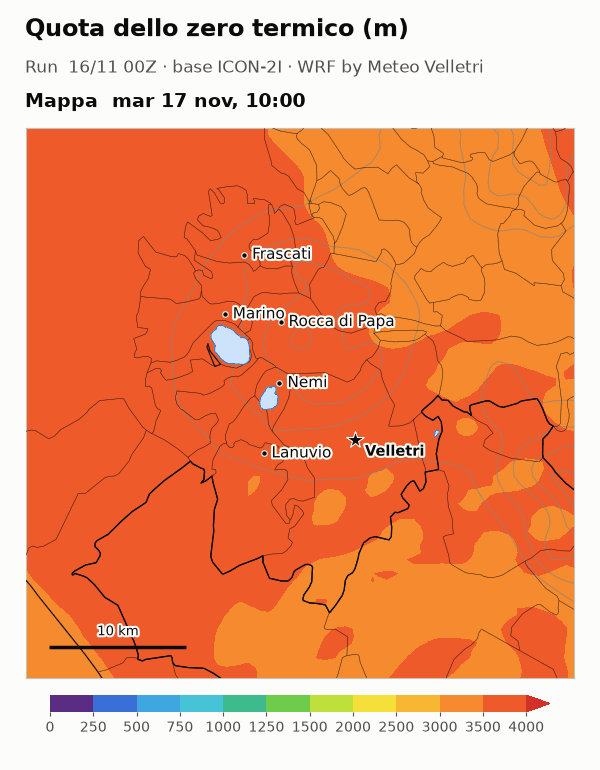 Quota dello zero termico (m)
Run  16/11 00Z · base ICON-2I · WRF by Meteo Velletri
Mappa  mar 17 nov, 10:00
Frascati
Marino
Rocca di Papa
Nemi
Velletri
Lanuvio
10 km
0 250 500 750 1000 1250 1500 2000 2500 3000 3500 4000